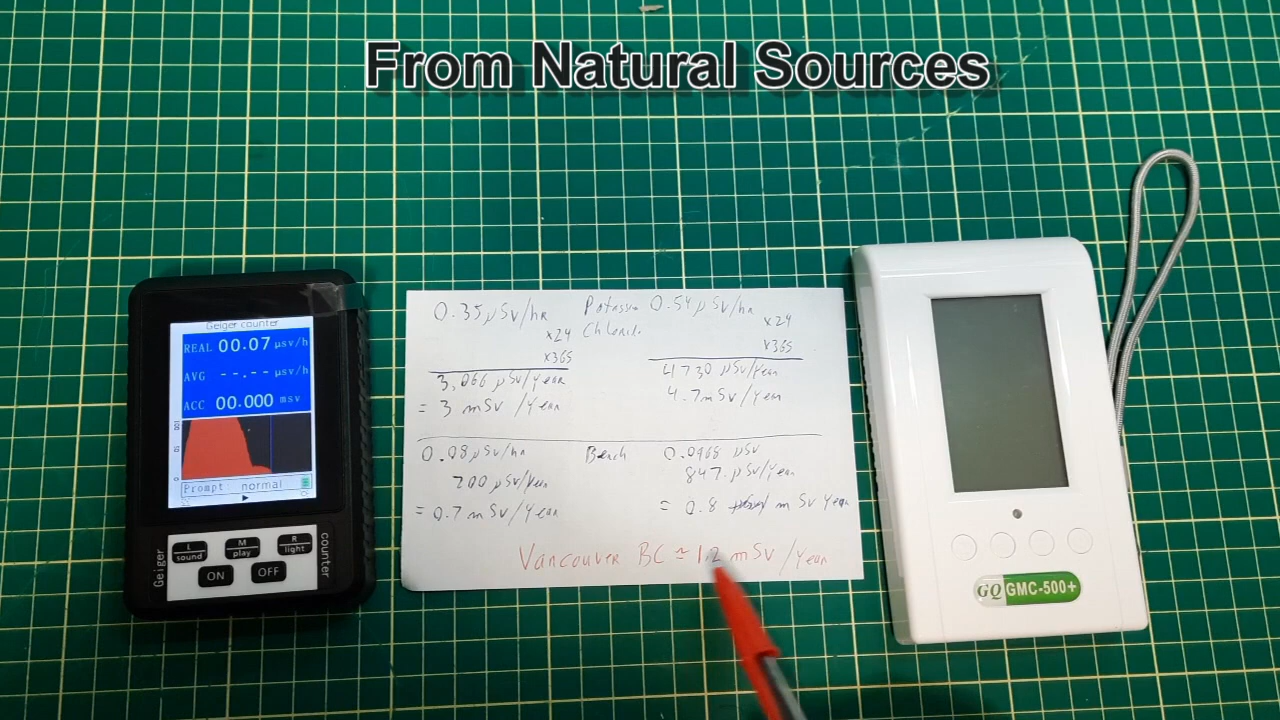 From Natural Sources
Geiger counter
REAL 00.07 μsv/h
AVG --.-- μsv/h
ACC 00.000 msv
Prompt normal
L
sound
M
play
R
light
ON
OFF
Geiger
counter
0.35 μSv/hr
x24
x365
3,066 μSv/year
= 3 mSv/year
Potassium
Chloride
0.54 μSv/hr
x24
x365
4730 μSv/year
4.7 mSv/year
0.08 μSv/hr
700 μSv/year
= 0.7 mSv/year
Bench
0.0968 μSv
847. μSv/year
= 0.8 mSv year
Vancouver BC ≈ 1.2 mSv/year
GQ GMC-500+